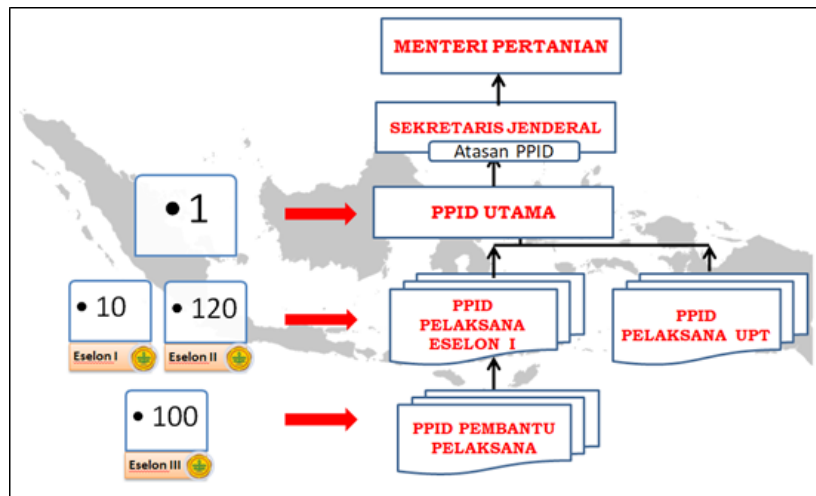 MENTERI PERTANIAN
SEKRETARIS JENDERAL
Atasan PPID
• 1
PPID UTAMA
• 10
• 120
Eselon I
Eselon II
PPID
PELAKSANA
ESELON I
PPID
PELAKSANA UPT
• 100
Eselon III
PPID PEMBANTU
PELAKSANA